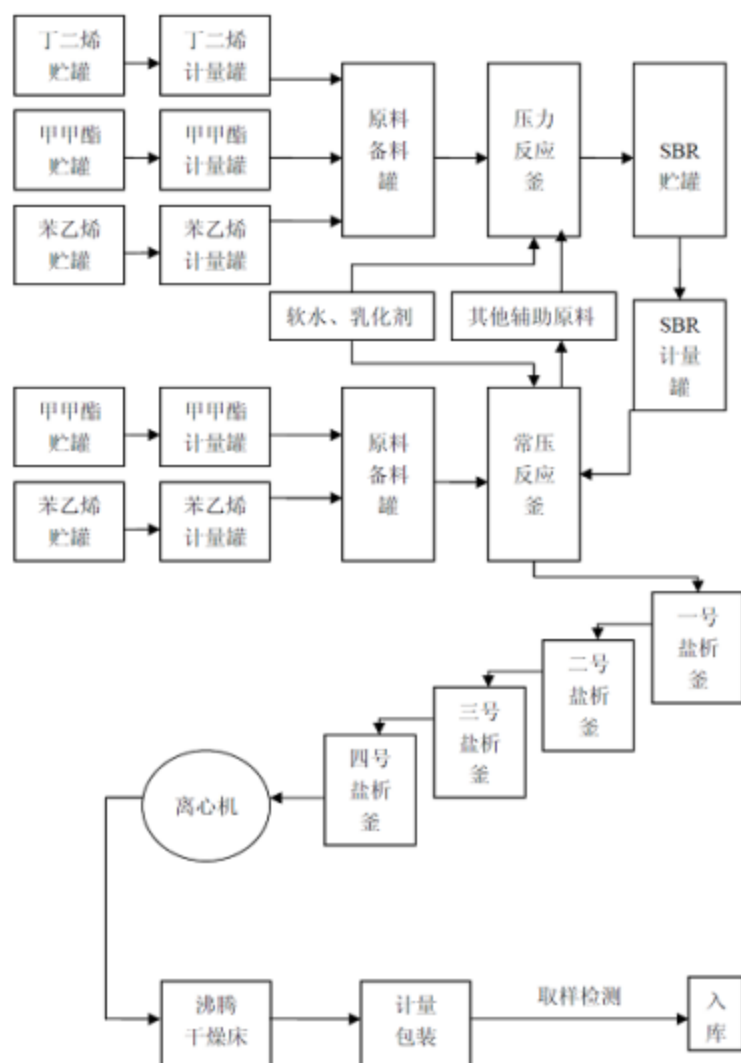 丁二烯
贮罐
丁二烯
计量罐
甲甲酯
贮罐
甲甲酯
计量罐
苯乙烯
贮罐
苯乙烯
计量罐
原料
备料
罐
压力
反应
釜
SBR
贮罐
软水、乳化剂
其他辅助原料
SBR
计量
罐
甲甲酯
贮罐
甲甲酯
计量罐
苯乙烯
贮罐
苯乙烯
计量罐
原料
备料
罐
常压
反应
釜
一号
盐析
釜
二号
盐析
釜
三号
盐析
釜
四号
盐析
釜
离心机
沸腾
干燥床
计量
包装
取样检测
入
库